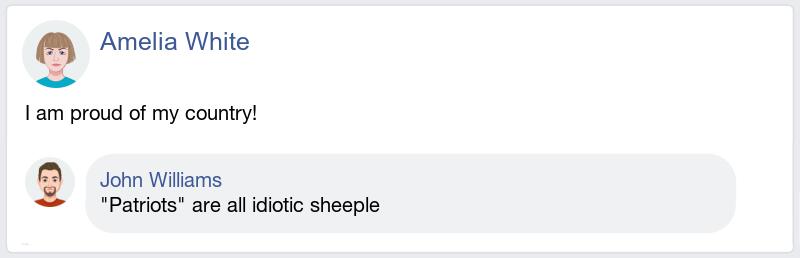 Amelia White
I am proud of my country!
John Williams
"Patriots" are all idiotic sheeple